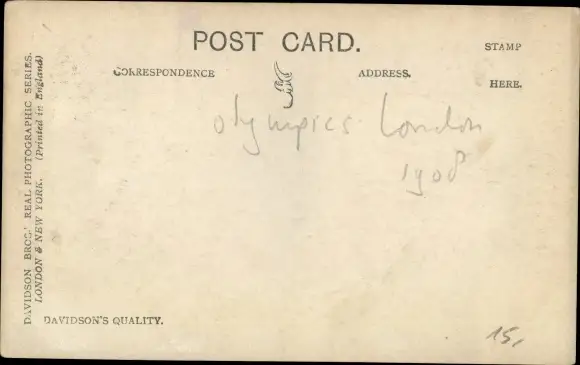 POST CARD.
STAMP
CORRESPONDENCE
ADDRESS.
HERE.
olympics London
1908
DAVIDSON BROS.' REAL PHOTOGRAPHIC SERIES.
LONDON & NEW YORK. (Printed in England)
DAVIDSON'S QUALITY.
15,